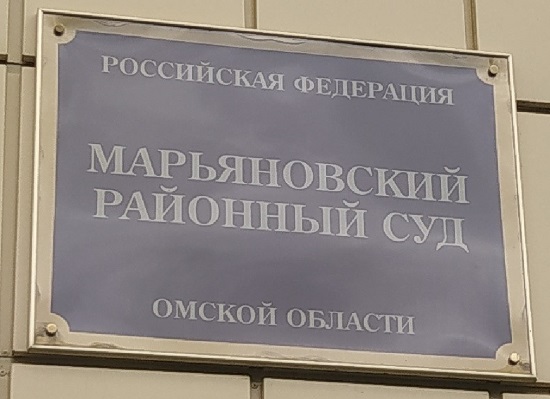 РОССИЙСКАЯ ФЕДЕРАЦИЯ
МАРЬЯНОВСКИЙ
РАЙОННЫЙ СУД
ОМСКОЙ ОБЛАСТИ